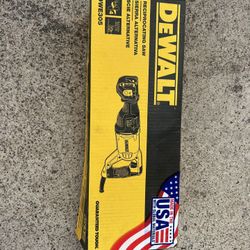 DEWALT
RECIPROCATING SAW
SIERRA ALTERNATIVA
SCIE ALTERNATIVE
DWE305
GUARANTEED TOUGH.
USA